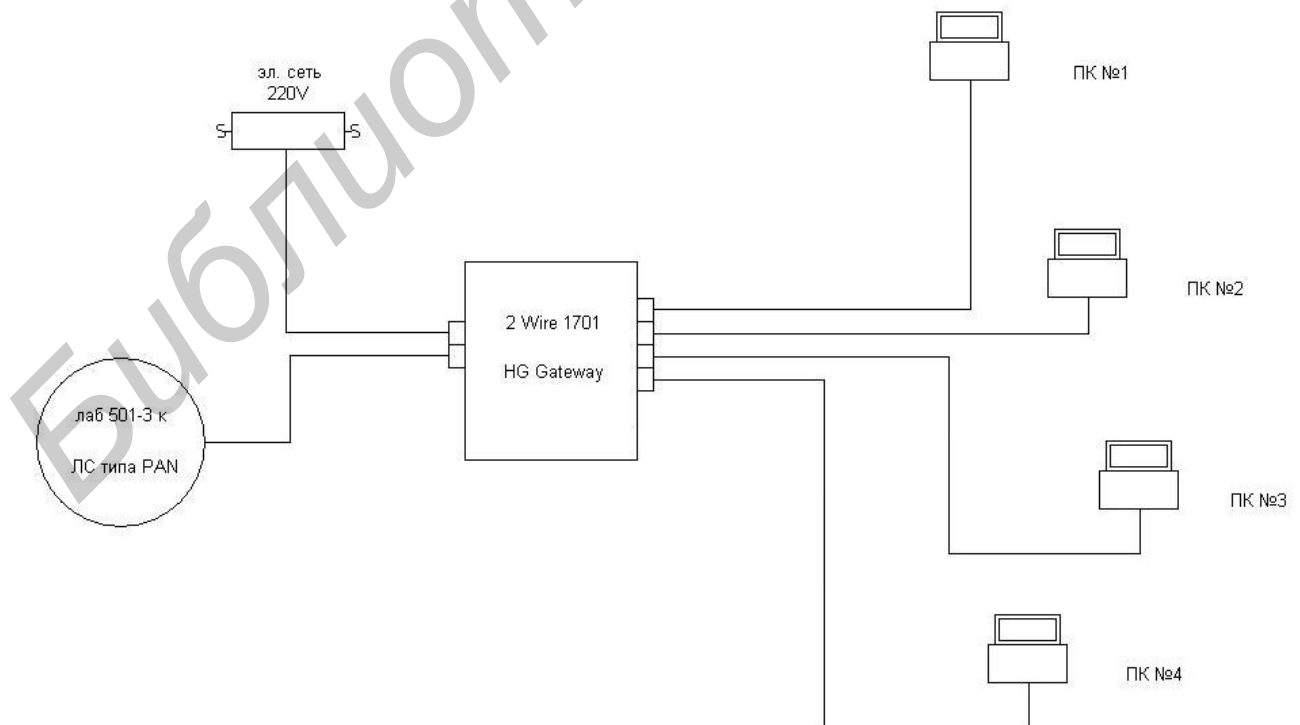 эл. сеть
220V
ПК №1
ПК №2
2 Wire 1701
HG Gateway
лаб 501-3 к
ЛС типа PAN
ПК №3
ПК №4